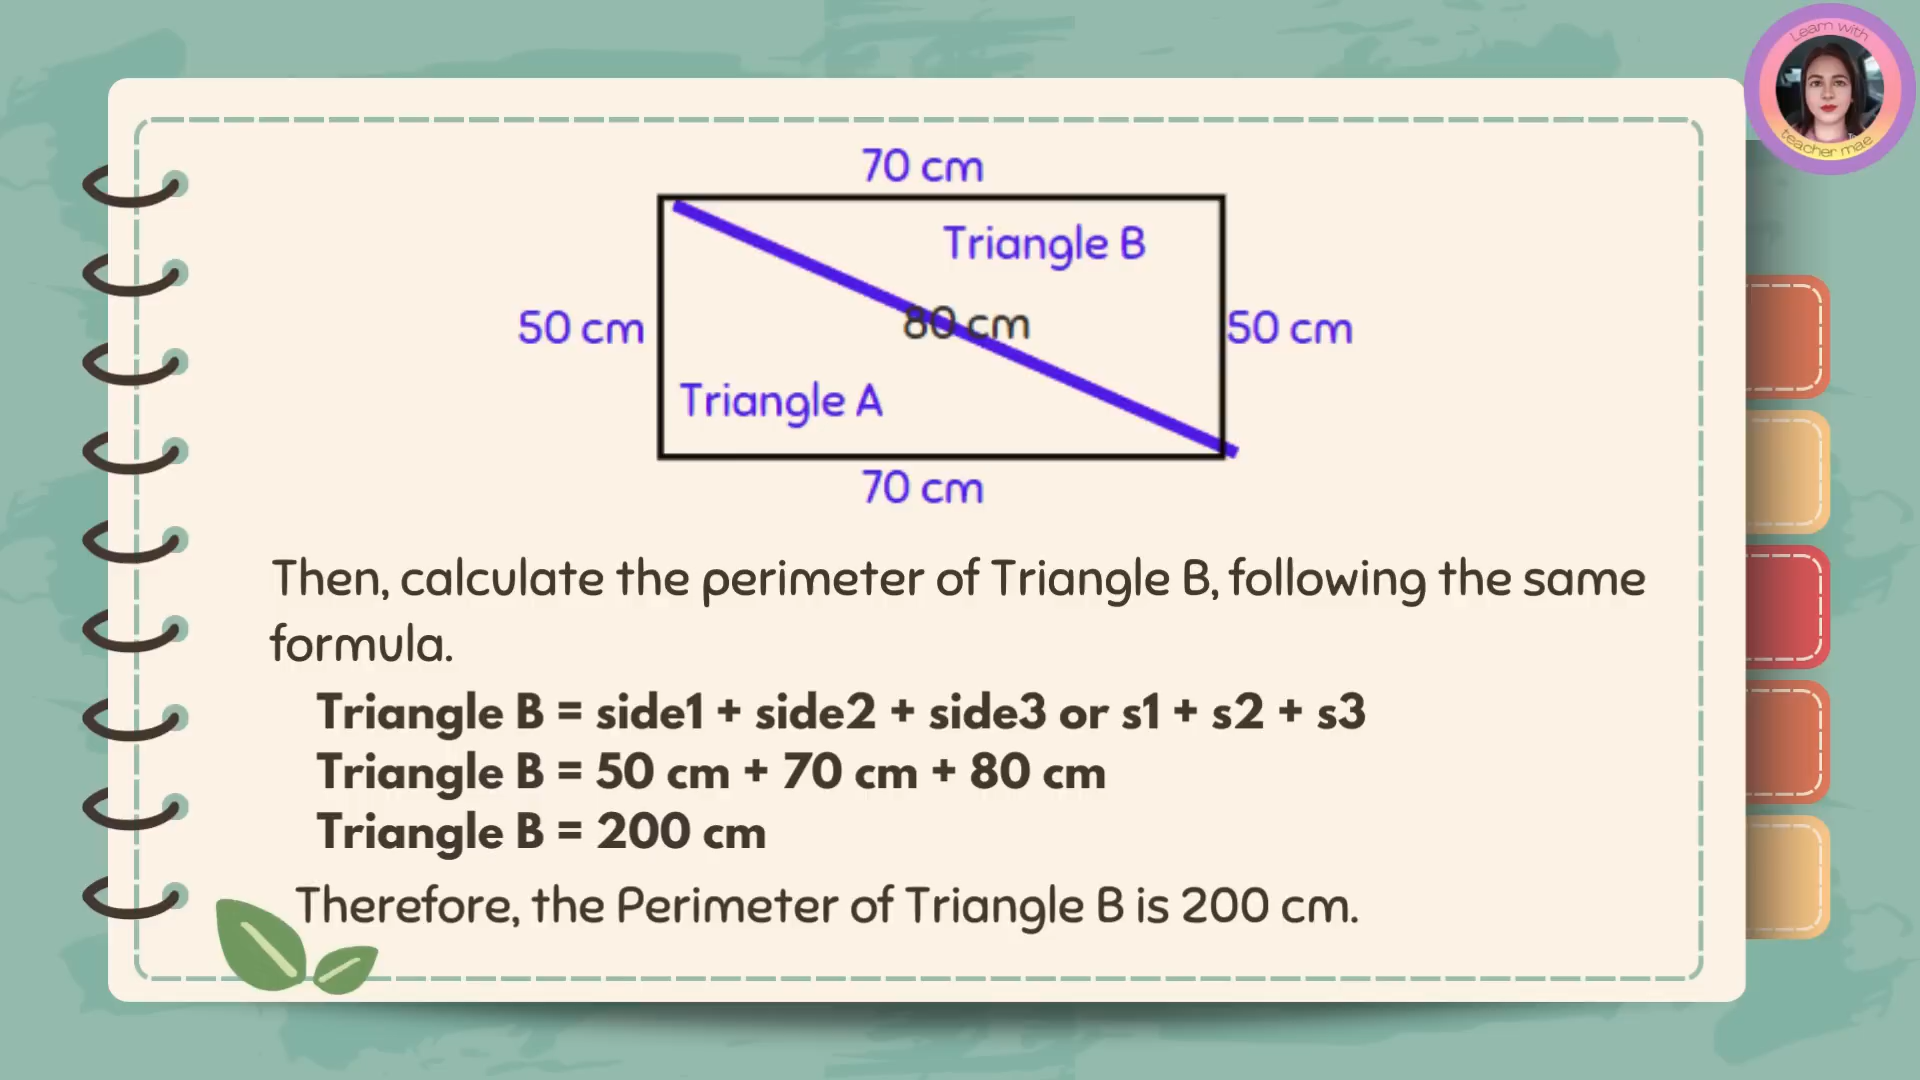 Learn with
teacher mae
70 cm
Triangle B
80 cm
50 cm
50 cm
Triangle A
70 cm
Then, calculate the perimeter of Triangle B, following the same
formula.
Triangle B = side1 + side2 + side3 or s1 + s2 + s3
Triangle B = 50 cm + 70 cm + 80 cm
Triangle B = 200 cm
Therefore, the Perimeter of Triangle B is 200 cm.